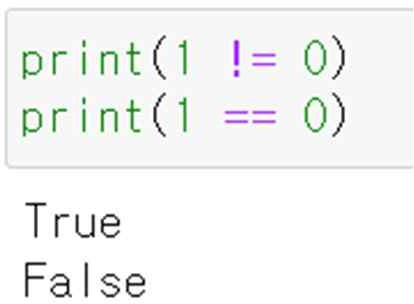 print(1 != 0)
print(1 == 0)
True
False